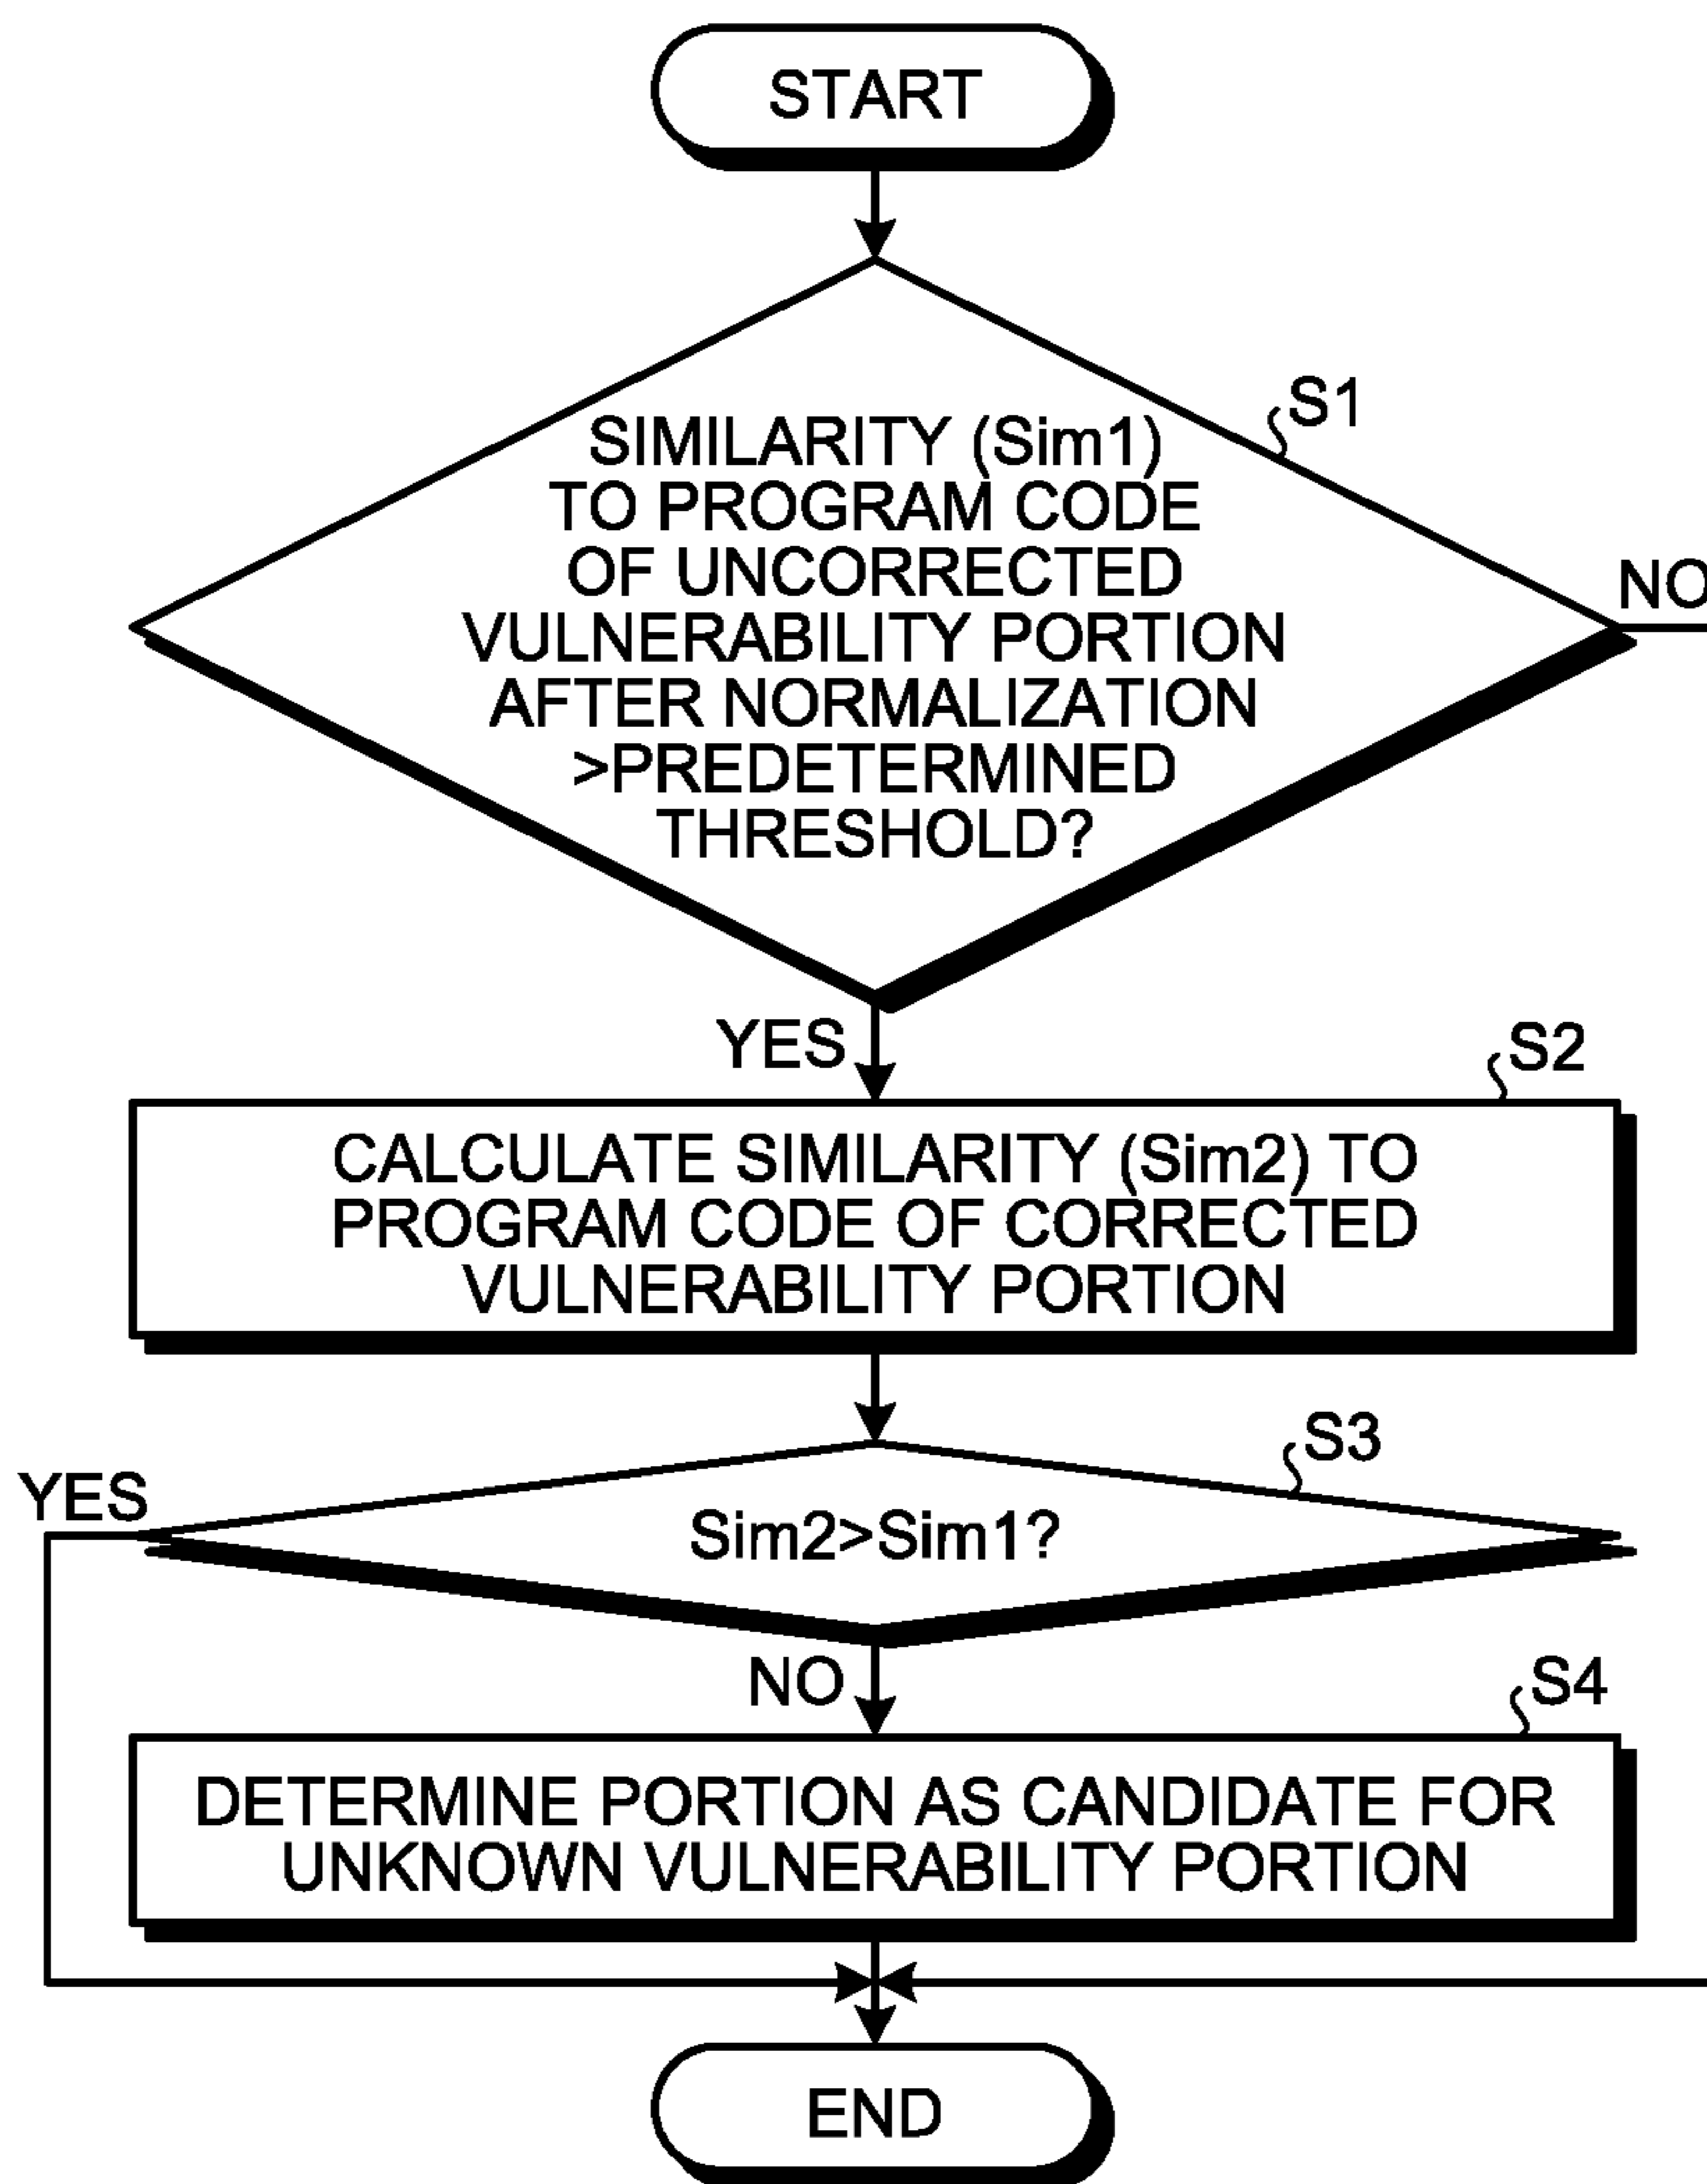 START
S1
SIMILARITY (Sim1)
TO PROGRAM CODE
OF UNCORRECTED
VULNERABILITY PORTION
AFTER NORMALIZATION
>PREDETERMINED
THRESHOLD?
NO
YES
S2
CALCULATE SIMILARITY (Sim2) TO
PROGRAM CODE OF CORRECTED
VULNERABILITY PORTION
S3
YES
Sim2>Sim1?
NO
S4
DETERMINE PORTION AS CANDIDATE FOR
UNKNOWN VULNERABILITY PORTION
END